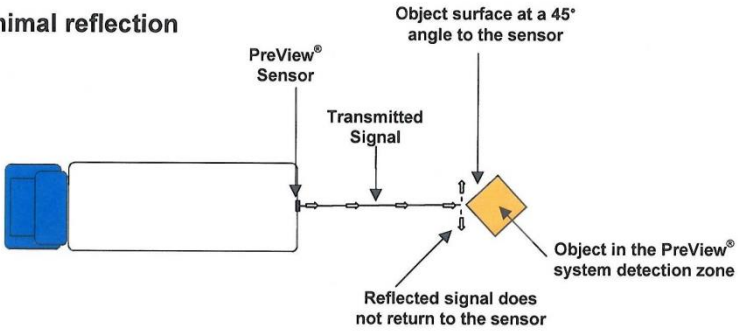 nimal reflection
Object surface at a 45°
angle to the sensor
PreView®
Sensor
Transmitted
Signal
Object in the PreView®
system detection zone
Reflected signal does
not return to the sensor